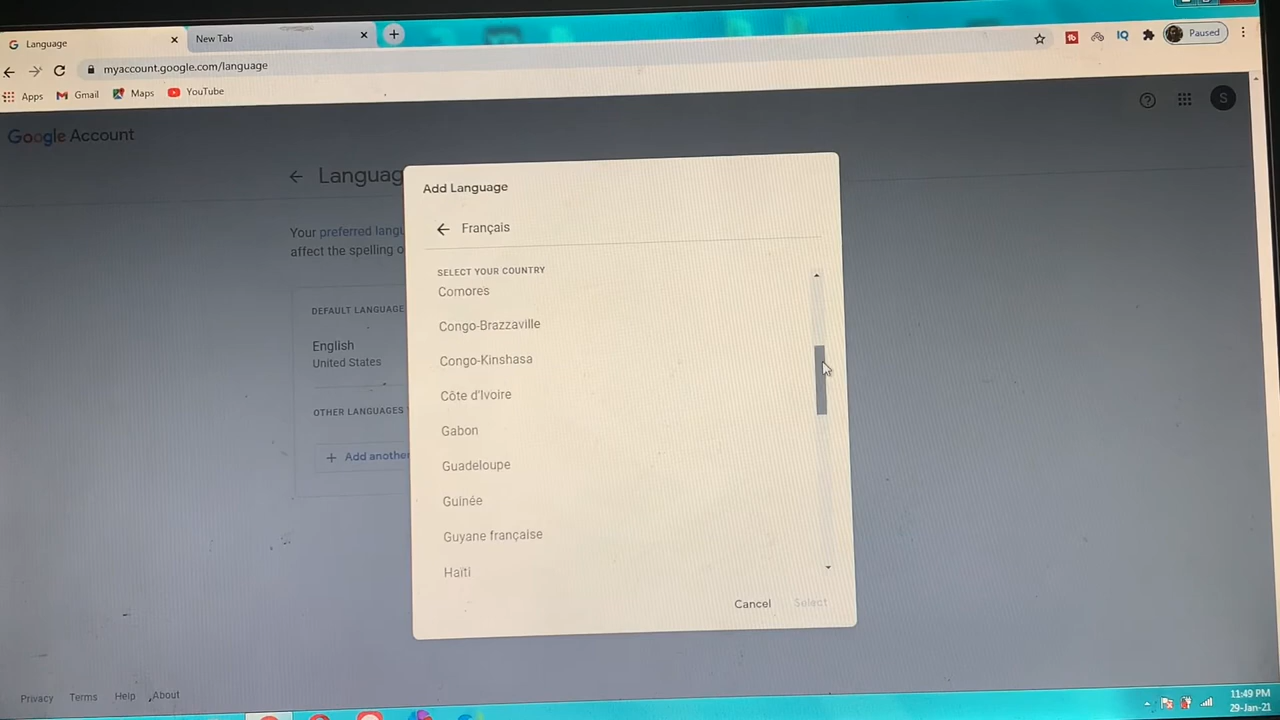 Language
New Tab
myaccount.google.com/language
IQ
Paused
Apps
Gmail
Maps
YouTube
Google Account
S
Languag
Your preferred langu
affect the spelling o
DEFAULT LANGUAGE
English
United States
OTHER LANGUAGES
+ Add another
Add Language
Français
SELECT YOUR COUNTRY
Comores
Congo-Brazzaville
Congo-Kinshasa
Côte d'Ivoire
Gabon
Guadeloupe
Guinée
Guyane française
Haïti
Cancel
Select
Privacy
Terms
Help
About
11:49 PM
29-Jan-21